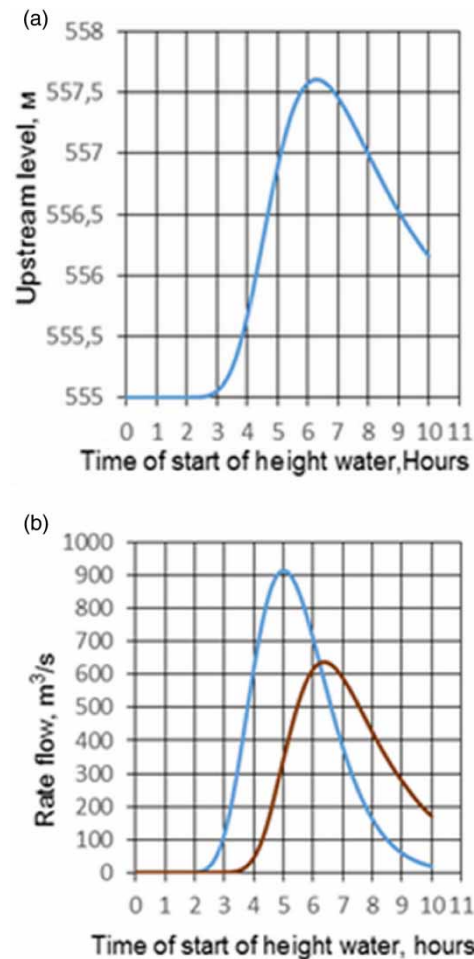 (a)
558
557,5
557
556,5
556
555,5
555
Upstream level, м
0 1 2 3 4 5 6 7 8 9 10 11
Time of start of height water,Hours
(b)
1000
900
800
700
600
500
400
300
200
100
0
Rate flow, m³/s
0 1 2 3 4 5 6 7 8 9 10 11
Time of start of height water, hours